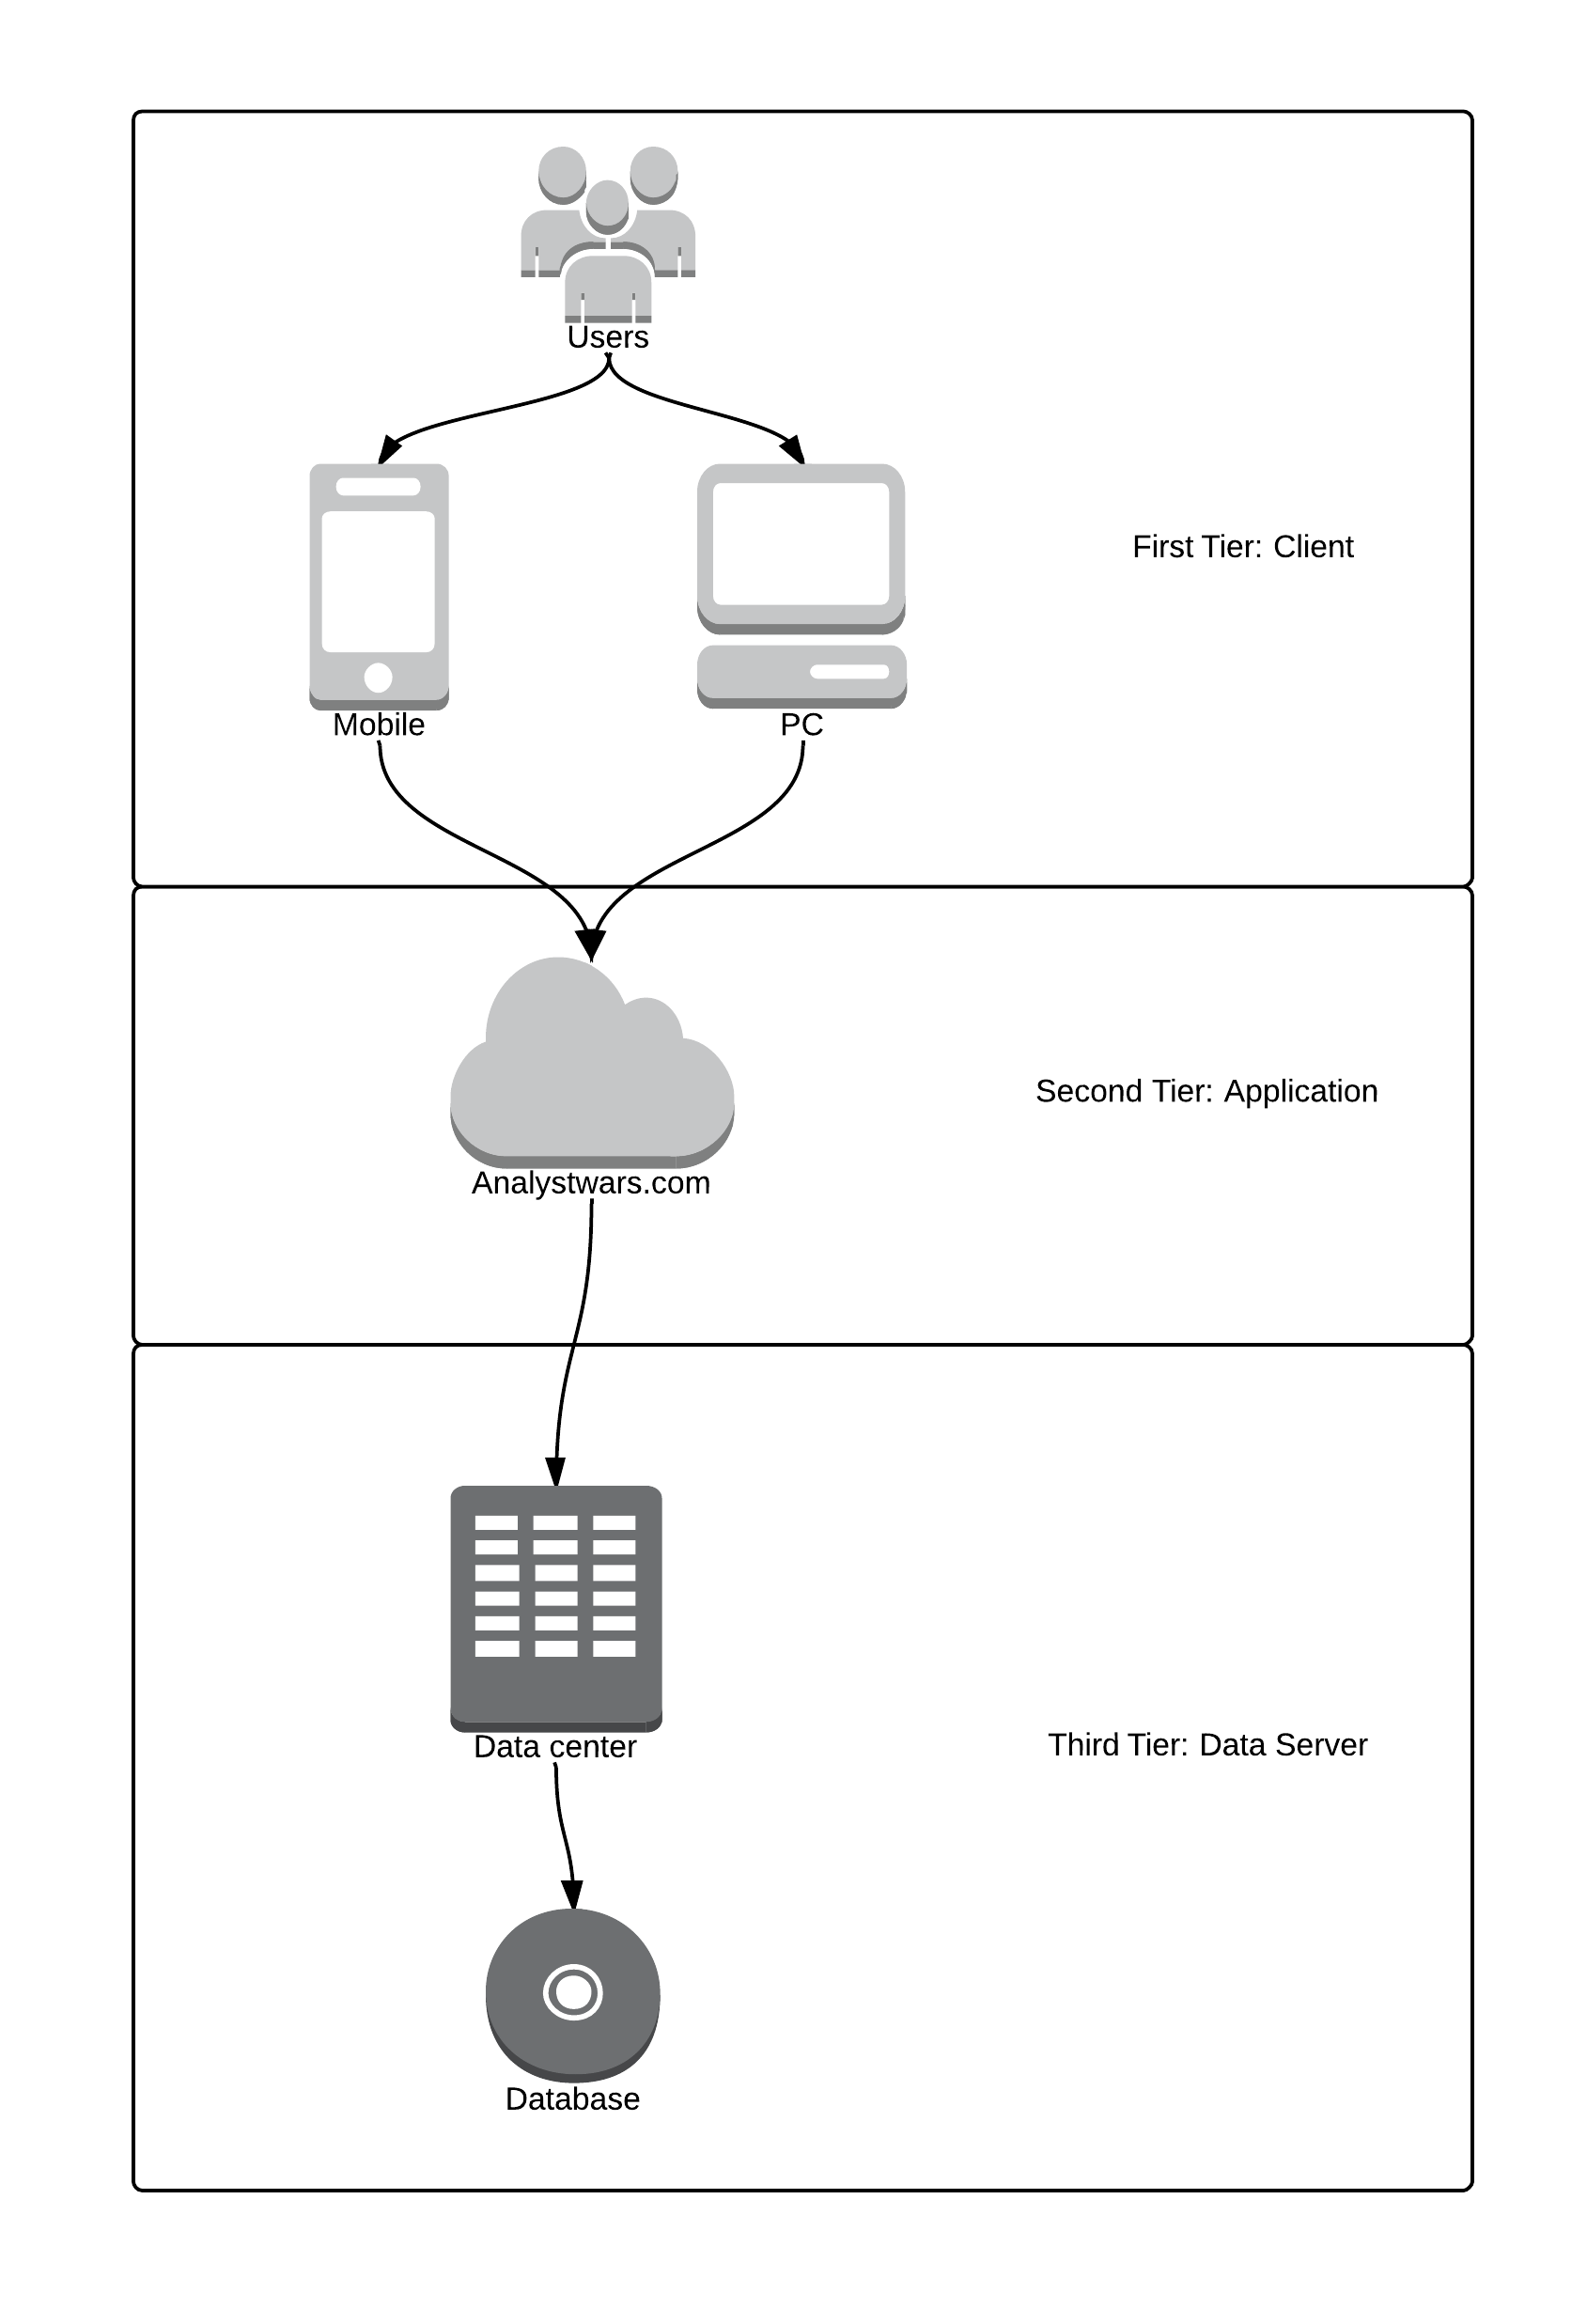 Users
Mobile
PC
First Tier: Client
Analystwars.com
Second Tier: Application
Data center
Third Tier: Data Server
Database